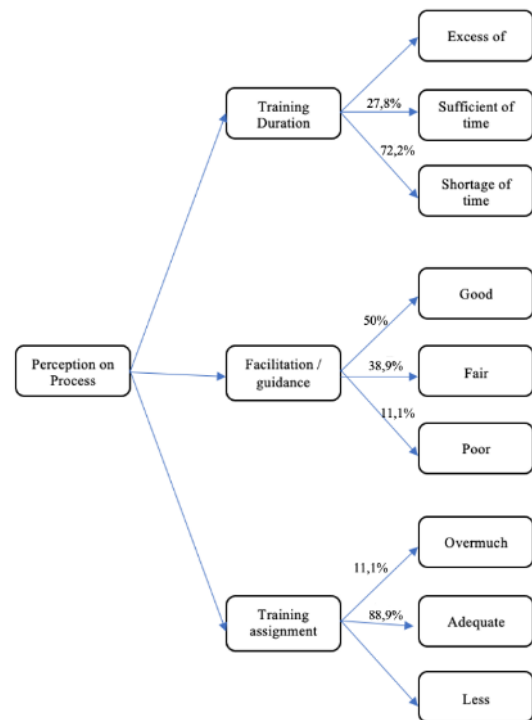 Excess of
Training
Duration
27,8%
Sufficient of
time
72,2%
Shortage of
time
Good
50%
Perception on
Process
Facilitation /
guidance
38,9%
Fair
11,1%
Poor
Overmuch
11,1%
Training
assignment
88,9%
Adequate
Less